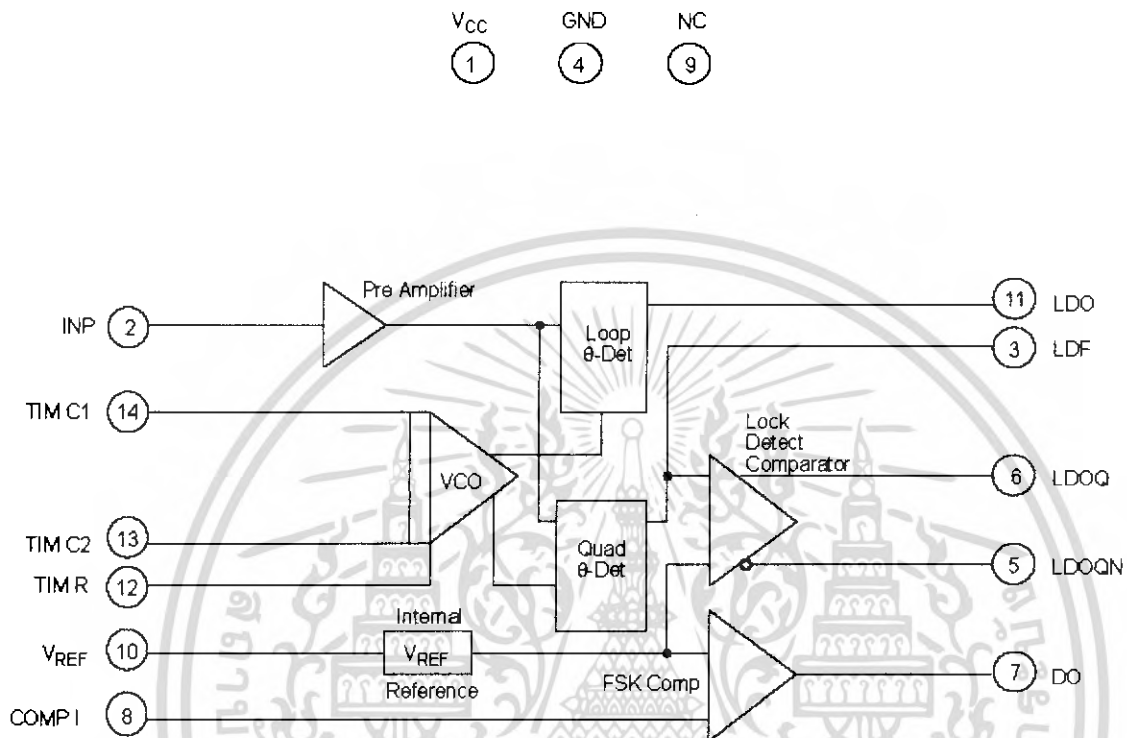 VCC GND NC
1 4 9
Pre Amplifier
INP 2
Loop
θ-Det
11 LDO
3 LDF
TIM C1 14
Lock
Detect
Comparator
VCO
6 LDOQ
TIM C2 13
Quad
θ-Det
5 LDOQN
TIM R 12
Internal
VREF 10
VREF
Reference
FSK Comp
7 DO
COMP I 8